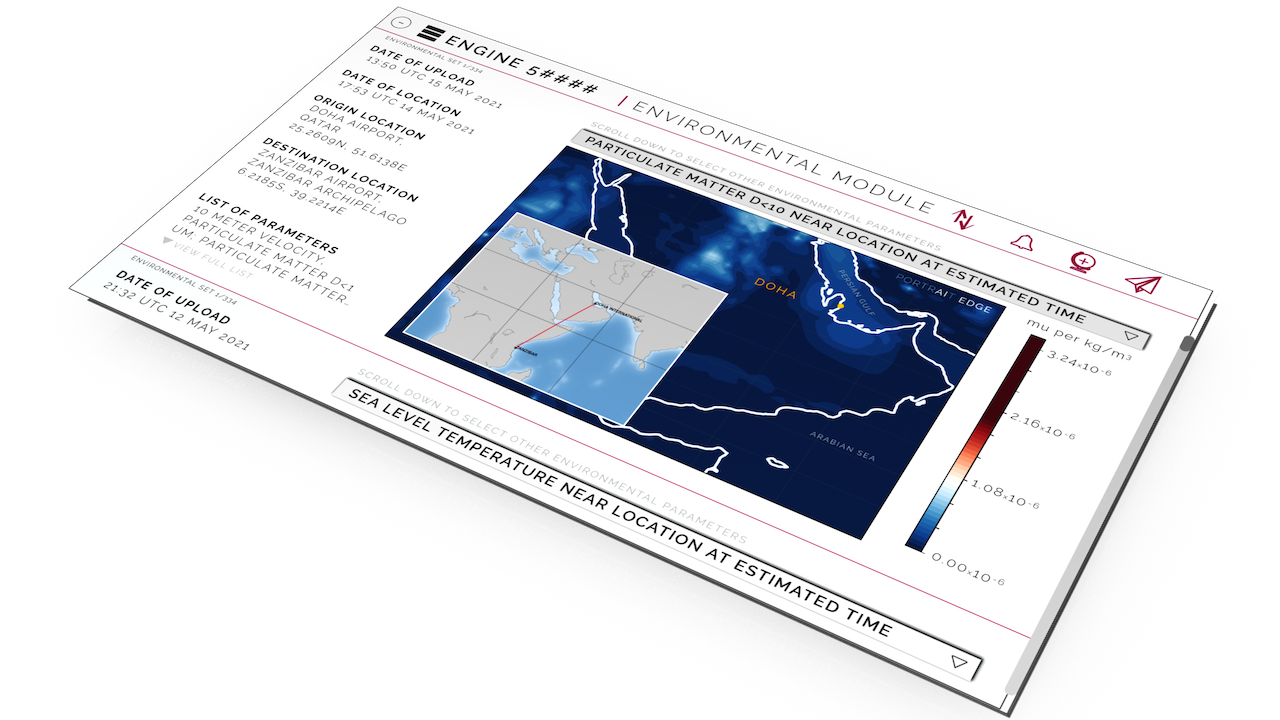 ENGINE 5####
| ENVIRONMENTAL MODULE
ENVIRONMENTAL SET 1/334
DATE OF UPLOAD
13:50 UTC 15 MAY 2021
DATE OF LOCATION
17:53 UTC 14 MAY 2021
ORIGIN LOCATION
DOHA AIRPORT,
QATAR
25.2609N, 51.6138E
DESTINATION LOCATION
ZANZIBAR AIRPORT,
ZANZIBAR ARCHIPELAGO
6.2185S, 39.2214E
LIST OF PARAMETERS
10 METER VELOCITY,
PARTICULATE MATTER D<1
UM, PARTICULATE MATTER.
VIEW FULL LIST
SCROLL DOWN TO SELECT OTHER ENVIRONMENTAL PARAMETERS
PARTICULATE MATTER D<10 NEAR LOCATION AT ESTIMATED TIME
DOHA
PERSIAN GULF
PORTRAIT EDGE
ARABIAN SEA
DOHA INTERNATIONAL
ZANZIBAR
mu per kg/m³
3.24x10⁻⁶
2.16x10⁻⁶
1.08x10⁻⁶
0.00x10⁻⁶
ENVIRONMENTAL SET 1/334
DATE OF UPLOAD
21:32 UTC 12 MAY 2021
SCROLL DOWN TO SELECT OTHER ENVIRONMENTAL PARAMETERS
SEA LEVEL TEMPERATURE NEAR LOCATION AT ESTIMATED TIME